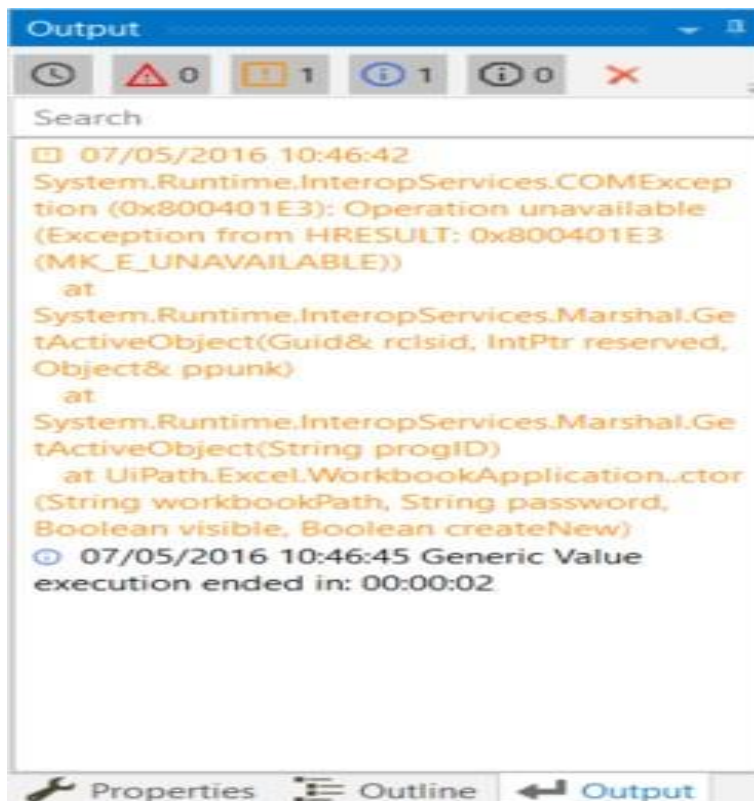 Output
0 1 1 0
Search
07/05/2016 10:46:42
System.Runtime.InteropServices.COMExcep
tion (0x800401E3): Operation unavailable
(Exception from HRESULT: 0x800401E3
(MK_E_UNAVAILABLE))
at
System.Runtime.InteropServices.Marshal.Ge
tActiveObject(Guid& rclsid, IntPtr reserved,
Object& ppunk)
at
System.Runtime.InteropServices.Marshal.Ge
tActiveObject(String progID)
at UiPath.Excel.WorkbookApplication..ctor
(String workbookPath, String password,
Boolean visible, Boolean createNew)
07/05/2016 10:46:45 Generic Value
execution ended in: 00:00:02
Properties Outline Output